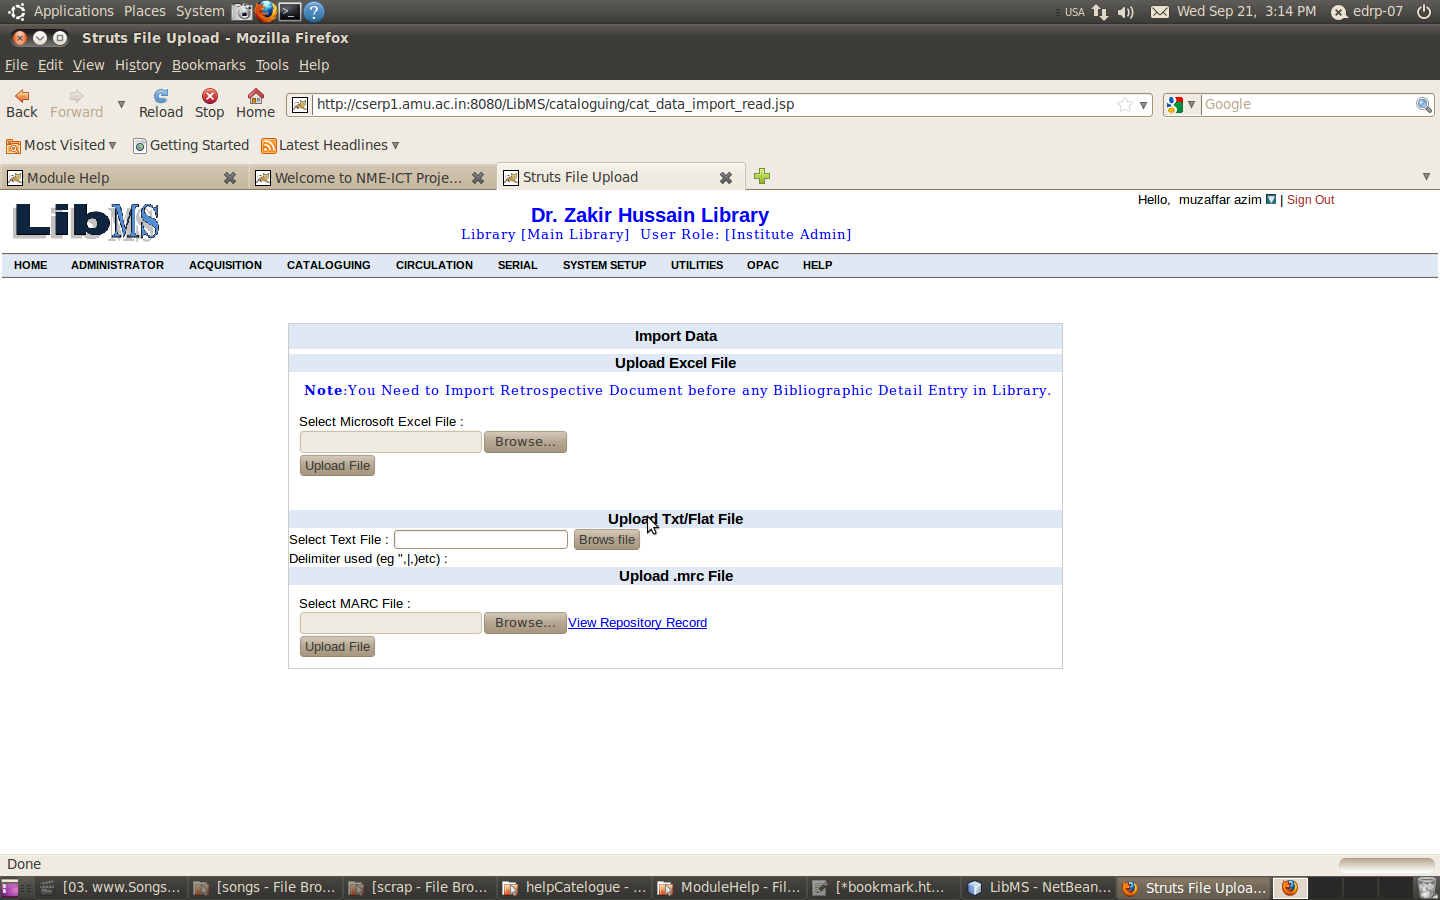 Applications Places System USA Wed Sep 21, 3:14 PM edrp-07
Struts File Upload - Mozilla Firefox
File Edit View History Bookmarks Tools Help
Back Forward Reload Stop Home http://cserp1.amu.ac.in:8080/LibMS/cataloguing/cat_data_import_read.jsp Google
Most Visited Getting Started Latest Headlines
Module Help Welcome to NME-ICT Proje... Struts File Upload
LibMS
Hello, muzaffar azim | Sign Out
Dr. Zakir Hussain Library
Library [Main Library] User Role: [Institute Admin]
HOME ADMINISTRATOR ACQUISITION CATALOGUING CIRCULATION SERIAL SYSTEM SETUP UTILITIES OPAC HELP
Import Data
Upload Excel File
Note:You Need to Import Retrospective Document before any Bibliographic Detail Entry in Library.
Select Microsoft Excel File :
Browse...
Upload File
Upload Txt/Flat File
Select Text File : Brows file
Delimiter used (eg ",|,)etc) :
Upload .mrc File
Select MARC File :
Browse... View Repository Record
Upload File
Done
[03. www.Songs... [songs - File Bro... [scrap - File Bro... helpCatelogue - ... ModuleHelp - Fil... [*bookmark.ht... LibMS - NetBean... Struts File Uploa...